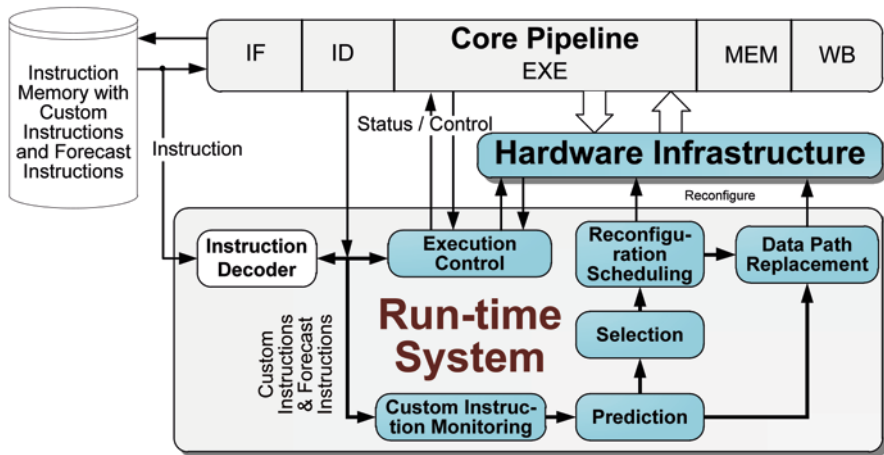 Instruction
Memory with
Custom
Instructions
and Forecast
Instructions
IF
ID
Core Pipeline
EXE
MEM
WB
Status / Control
Instruction
Hardware Infrastructure
Reconfigure
Instruction
Decoder
Execution
Control
Reconfigu-
ration
Scheduling
Data Path
Replacement
Run-time
System
Selection
Custom
Instructions
& Forecast
Instructions
Custom Instruc-
tion Monitoring
Prediction